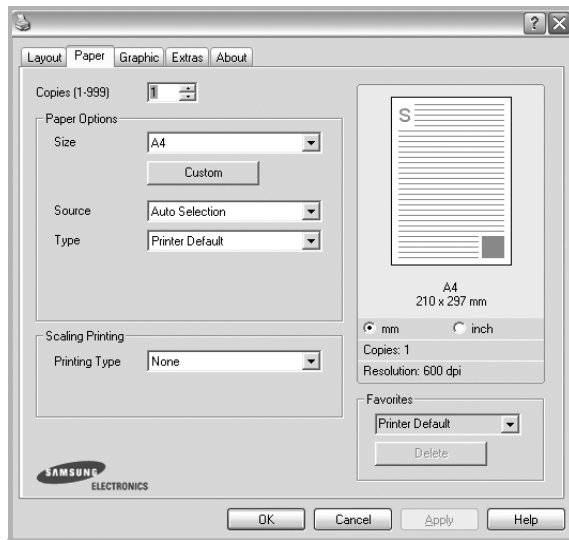 ?
Layout Paper Graphic Extras About
Copies (1-999) 1
Paper Options
Size A4
Custom
Source Auto Selection
Type Printer Default
Scaling Printing
Printing Type None
SAMSUNG
ELECTRONICS
S
A4
210 x 297 mm
mm inch
Copies: 1
Resolution: 600 dpi
Favorites
Printer Default
Delete
OK Cancel Apply Help